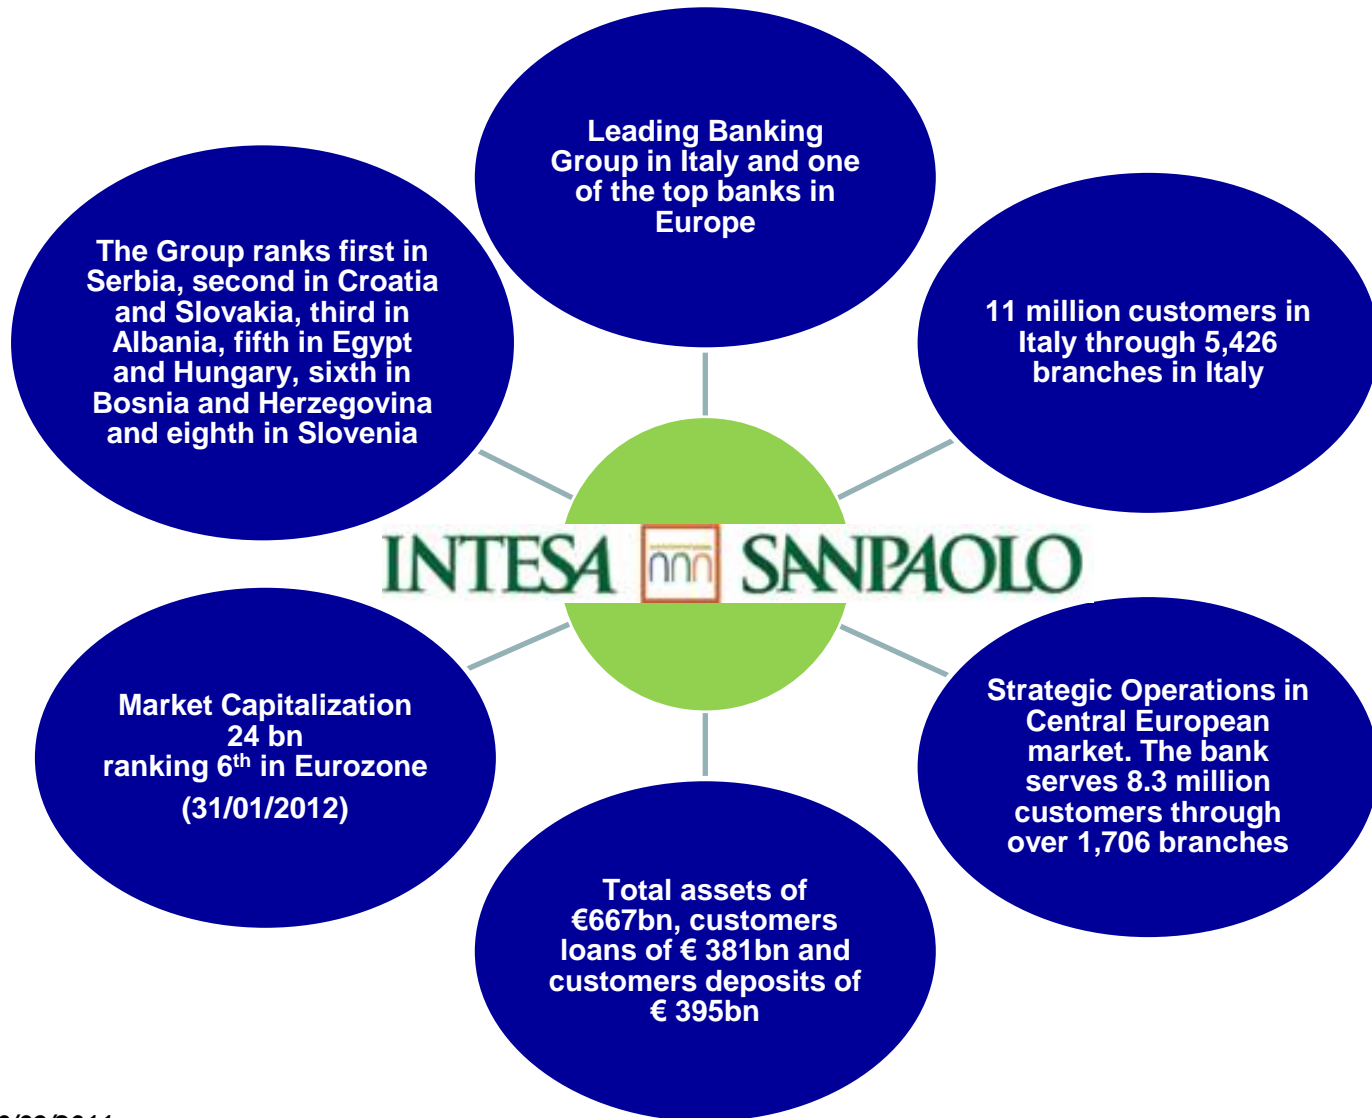 Leading Banking
Group in Italy and one
of the top banks in
Europe
The Group ranks first in
Serbia, second in Croatia
and Slovakia, third in
Albania, fifth in Egypt
and Hungary, sixth in
Bosnia and Herzegovina
and eighth in Slovenia
11 million customers in
Italy through 5,426
branches in Italy
INTESA SANPAOLO
Market Capitalization
24 bn
ranking 6th in Eurozone
(31/01/2012)
Strategic Operations in
Central European
market. The bank
serves 8.3 million
customers through
over 1,706 branches
Total assets of
€667bn, customers
loans of € 381bn and
customers deposits of
€ 395bn